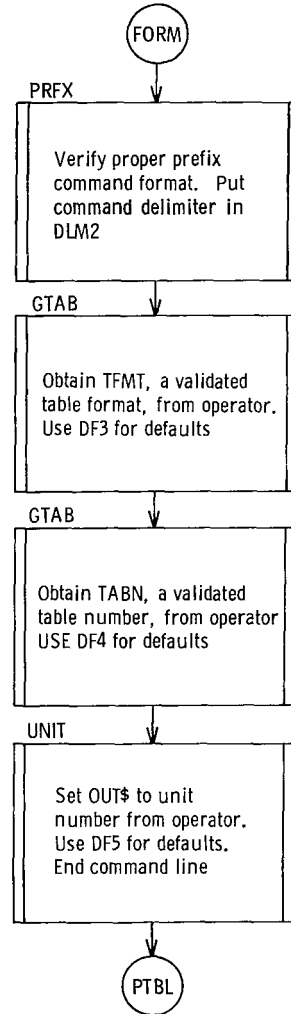 FORM
PRFX
Verify proper prefix
command format. Put
command delimiter in
DLM2
GTAB
Obtain TFMT, a validated
table format, from operator.
Use DF3 for defaults
GTAB
Obtain TABN, a validated
table number, from operator
USE DF4 for defaults
UNIT
Set OUT$ to unit
number from operator.
Use DF5 for defaults.
End command line
PTBL